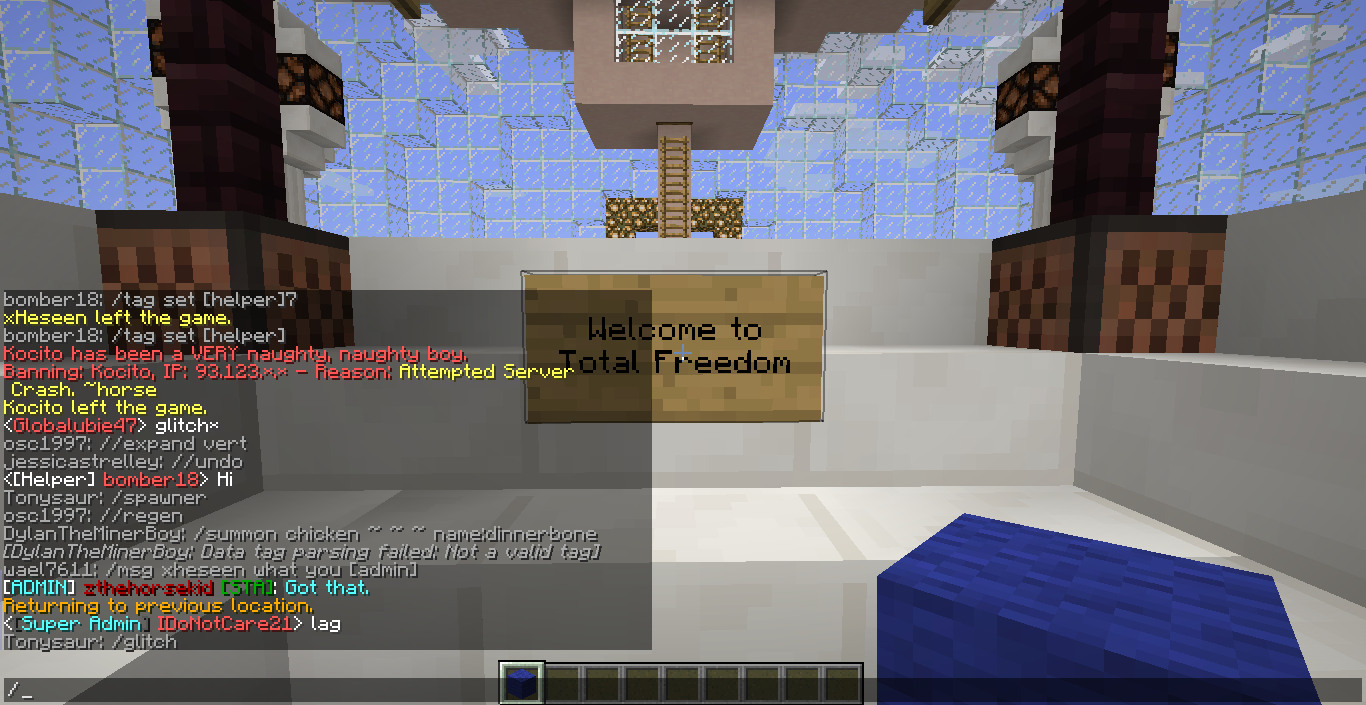 Welcome to
Total Freedom
bomber18: /tag set [helper]7
xHeseen left the game.
bomber18: /tag set [helper]
Kocito has been a VERY naughty, naughty boy.
Banning: Kocito, IP: 93.123.*.* - Reason: Attempted Server
Crash. ~horse
Kocito left the game.
<Globalubie47> glitch*
osc1997: //expand vert
jessicastrelley: //undo
<[Helper] bomber18> Hi
Tonysaur: /spawner
osc1997: //regen
DylanTheMinerBoy: /summon chicken ~ ~ ~ name:dinnerbone
[DylanTheMinerBoy: Data tag parsing failed: Not a valid tag]
wael7611: /msg xheseen what you [admin]
[ADMIN] zthehorsekid [STA]: Got that.
Returning to previous location.
<[Super Admin] IDoNotCare21> lag
Tonysaur: /glitch
/_